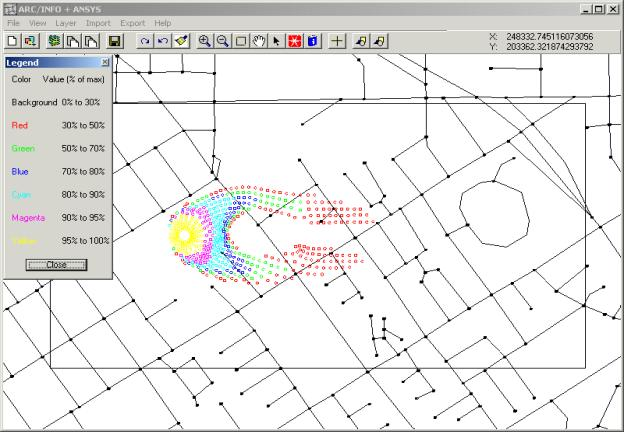 ARC/INFO + ANSYS
File View Layout Import Export Help
X: 248332.745116073056
Y: 203362.321874293792
Legend
Color Value (% of max)
Background 0% to 30%
Red 30% to 50%
Green 50% to 70%
Blue 70% to 80%
Cyan 80% to 90%
Magenta 90% to 95%
Yellow 95% to 100%
Close